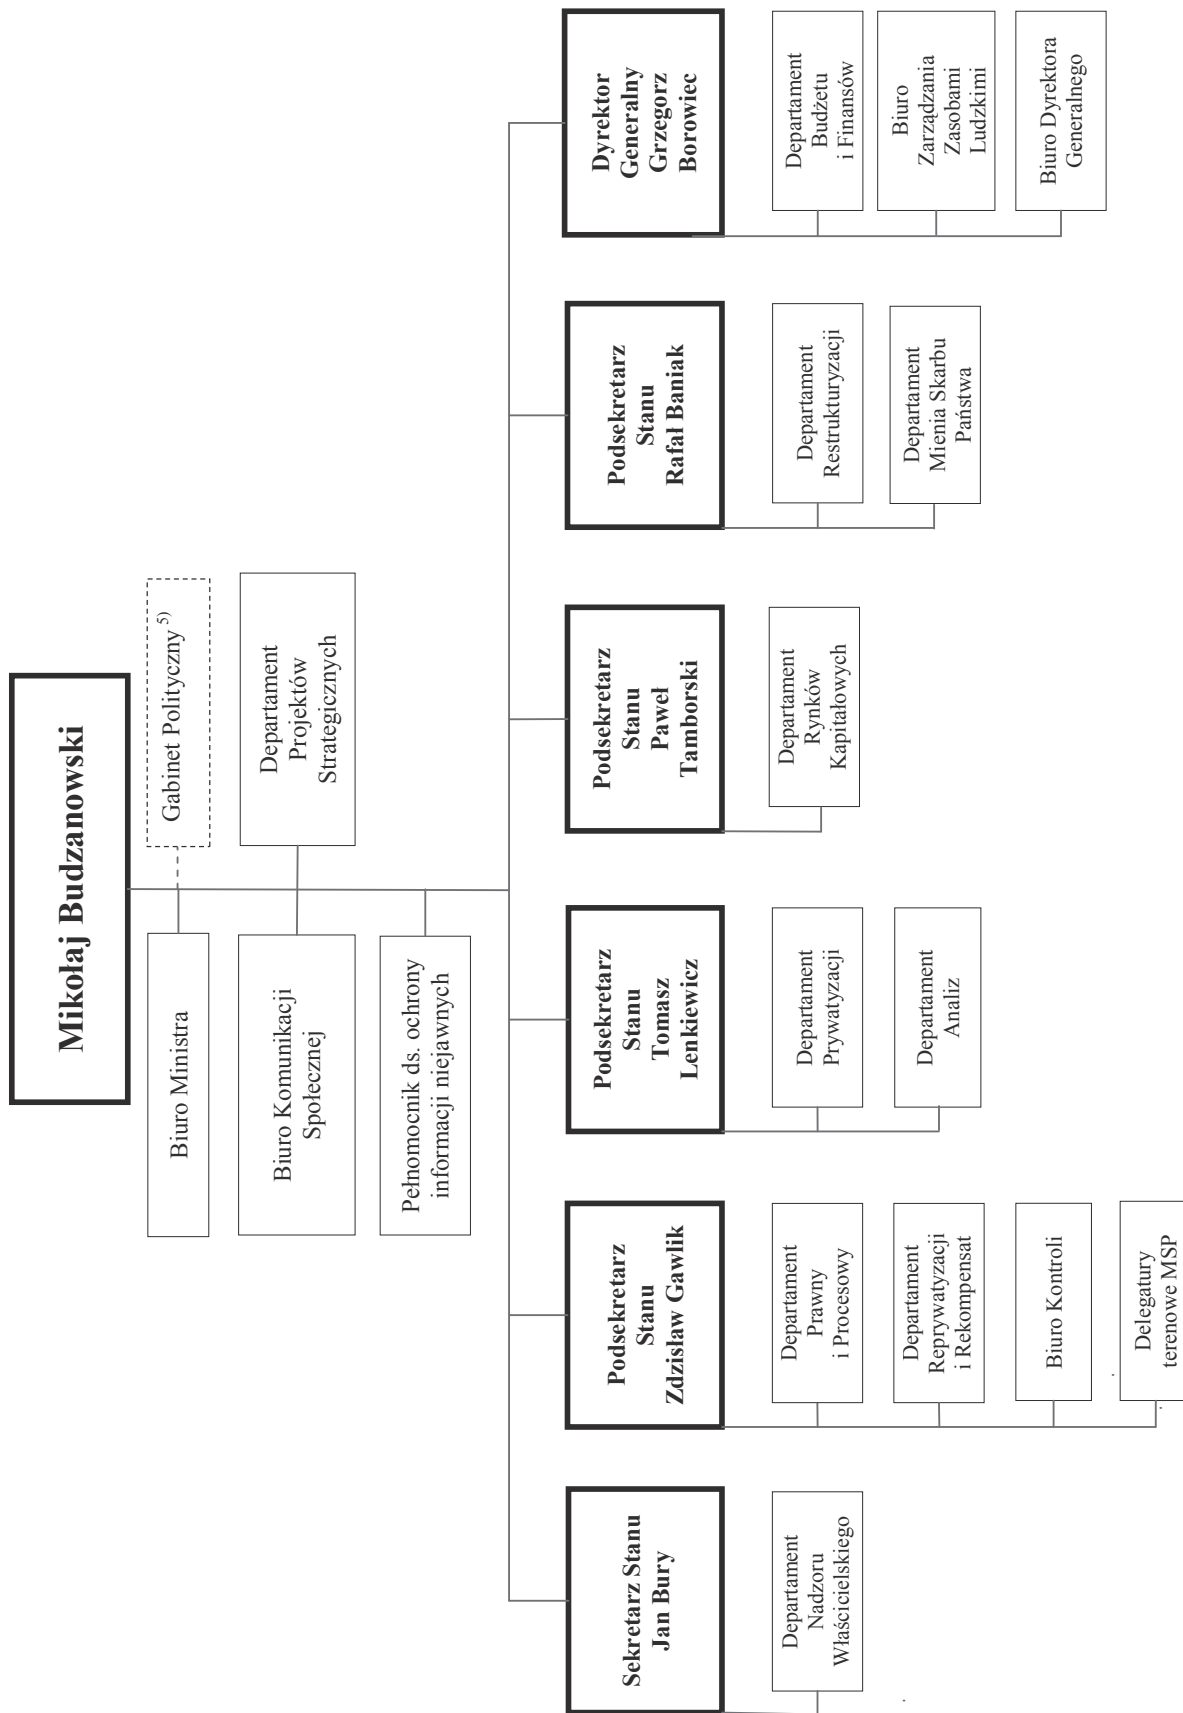 Mikołaj Budzanowski
Biuro Ministra
Gabinet Polityczny 5)
Biuro Komunikacji
Społecznej
Departament
Projektów
Strategicznych
Pełnomocnik ds. ochrony
informacji niejawnych
Sekretarz Stanu
Jan Bury
Departament
Nadzoru
Właścicielskiego
Podsekretarz
Stanu
Zdzisław Gawlik
Departament
Prawny
i Procesowy
Departament
Reprywatyzacji
i Rekompensat
Biuro Kontroli
Delegatury
terenowe MSP
Podsekretarz
Stanu
Tomasz
Lenkiewicz
Departament
Prywatyzacji
Departament
Analiz
Podsekretarz
Stanu
Paweł
Tamborski
Departament
Rynków
Kapitałowych
Podsekretarz
Stanu
Rafał Baniak
Departament
Restrukturyzacji
Departament
Mienia Skarbu
Państwa
Dyrektor
Generalny
Grzegorz
Borowiec
Departament
Budżetu
i Finansów
Biuro
Zarządzania
Zasobami
Ludzkimi
Biuro Dyrektora
Generalnego